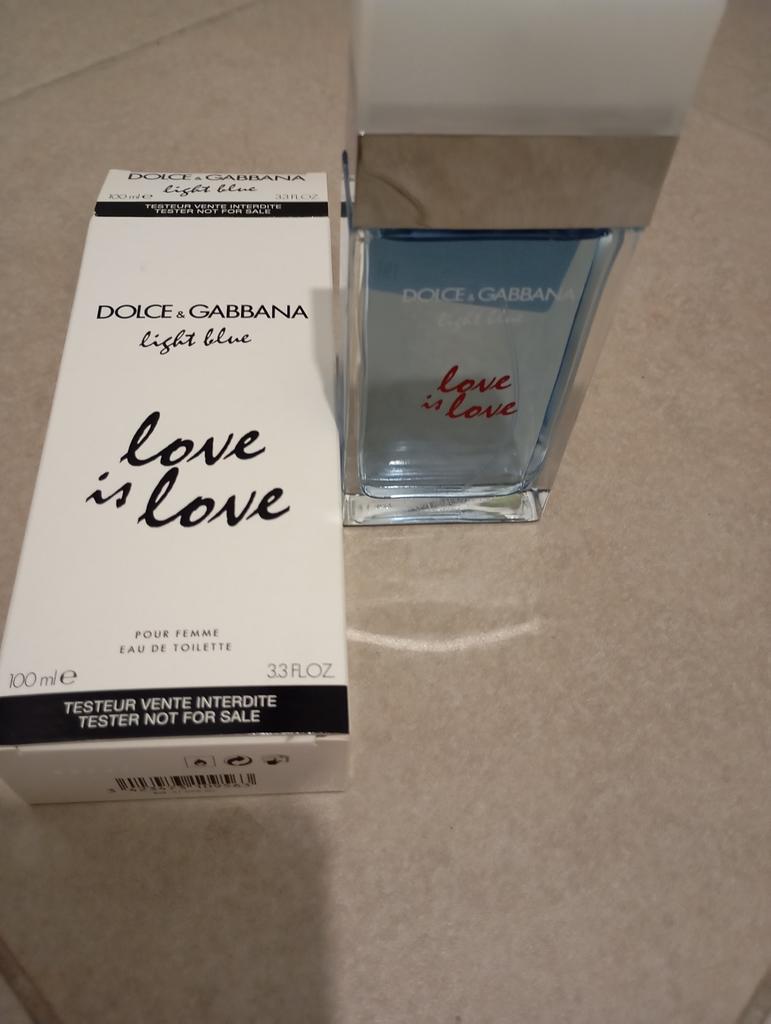 DOLCE & GABBANA
light blue
100 ml e 3.3 FL.OZ
TESTEUR VENTE INTERDITE
TESTER NOT FOR SALE
DOLCE & GABBANA
light blue
love
is love
POUR FEMME
EAU DE TOILETTE
100 ml e 3.3 FL.OZ
TESTEUR VENTE INTERDITE
TESTER NOT FOR SALE
DOLCE & GABBANA
light blue
love
is love